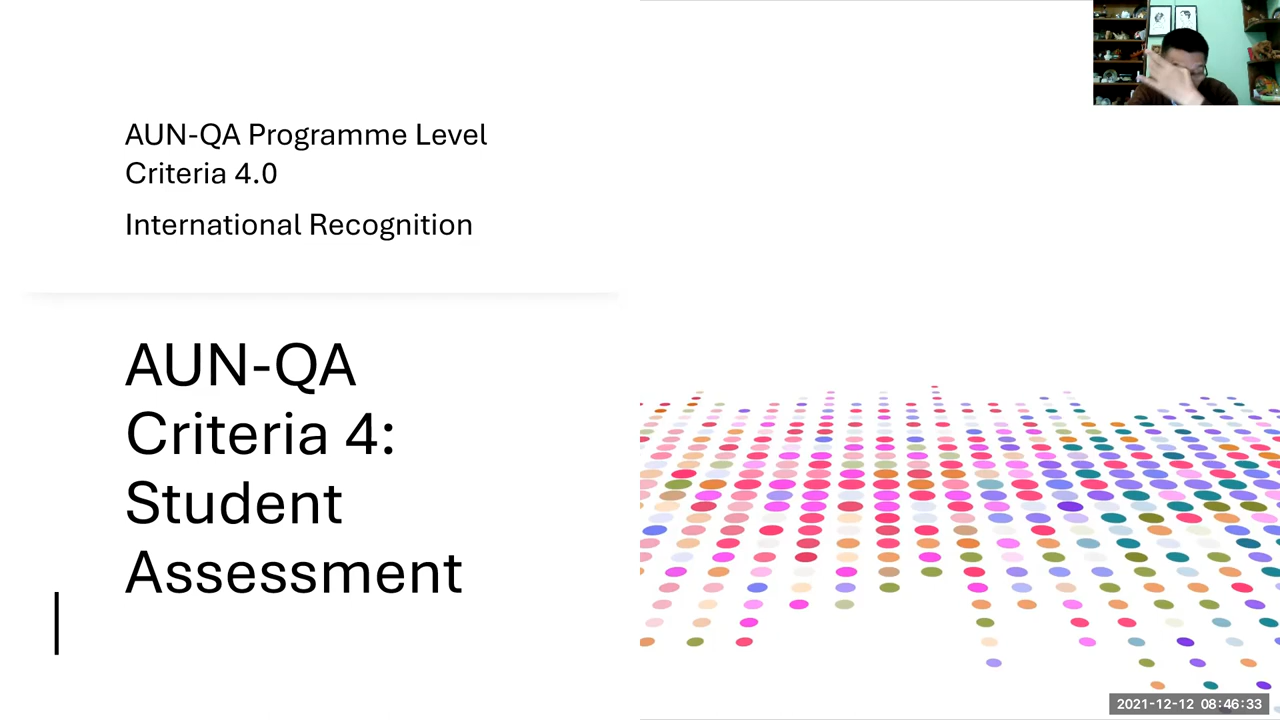 AUN-QA Programme Level
Criteria 4.0
International Recognition
AUN-QA
Criteria 4:
Student
Assessment
2021-12-12 08:46:33